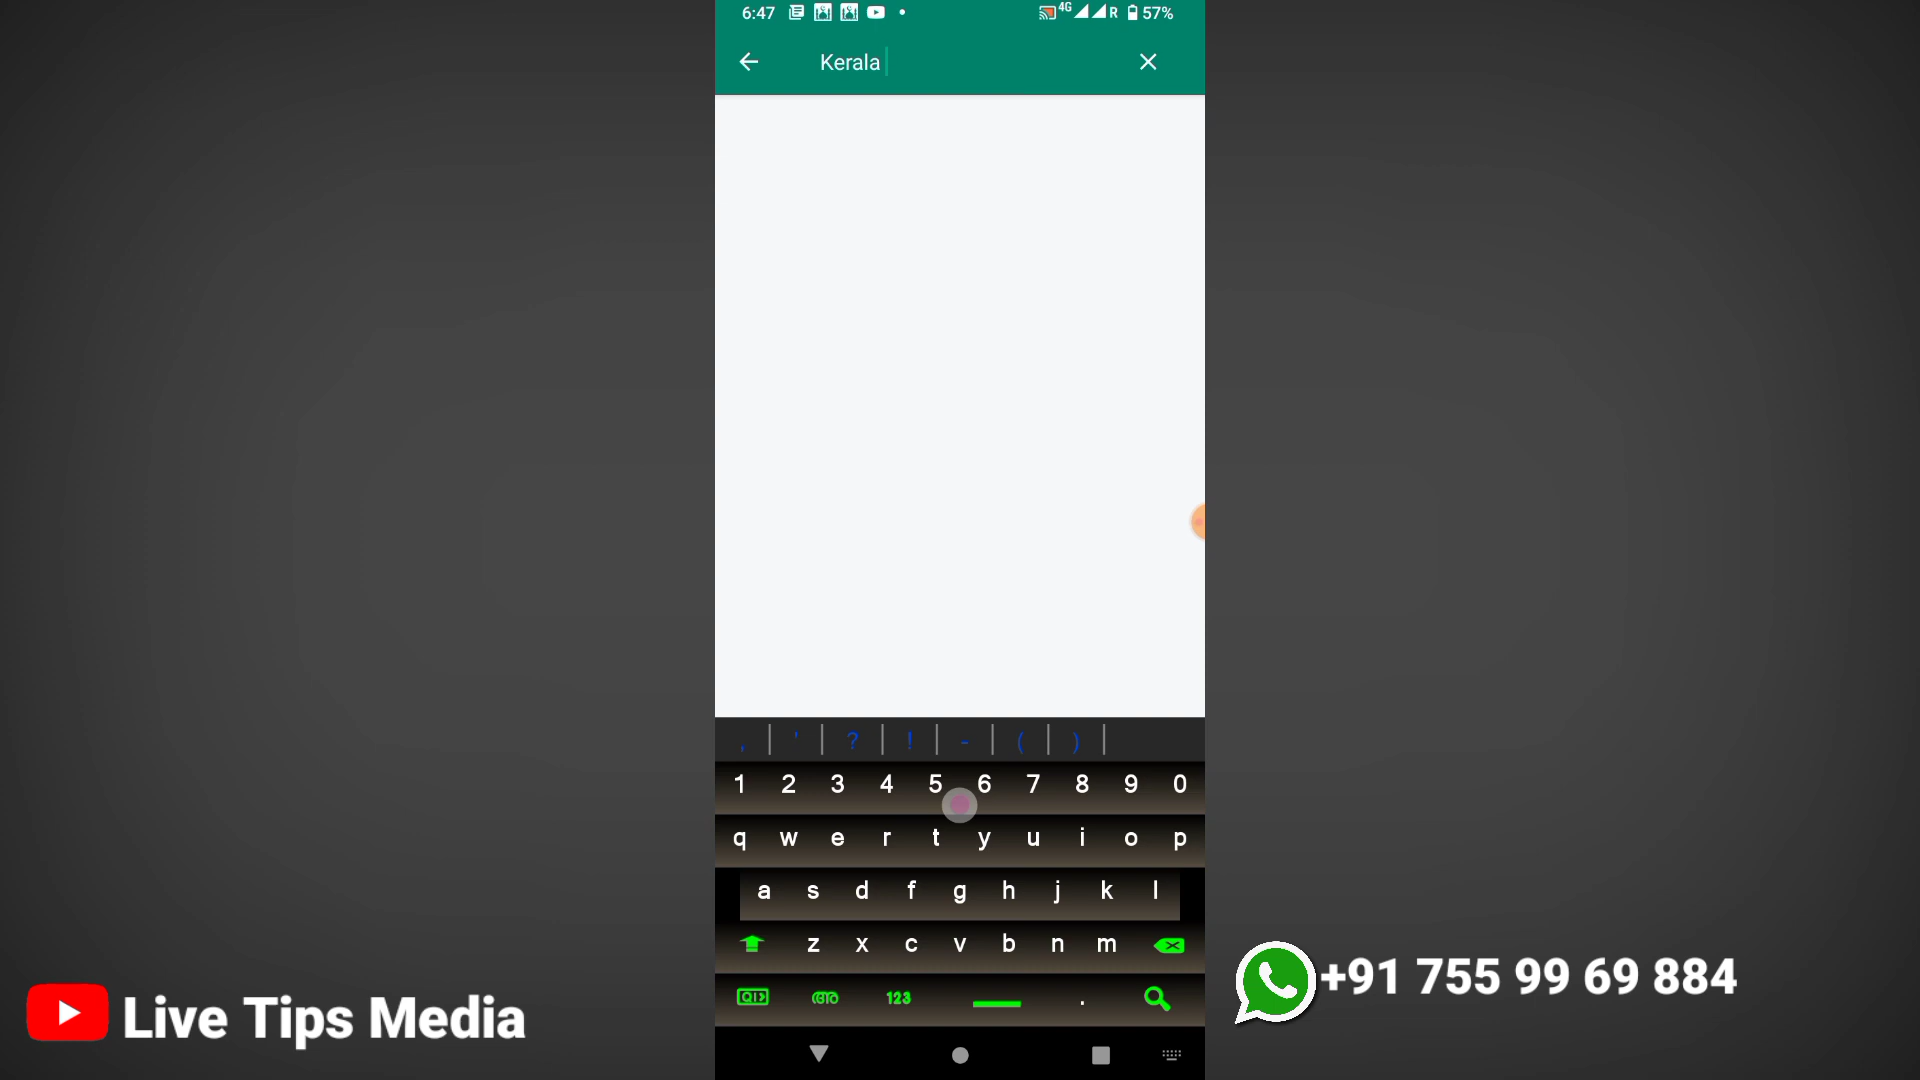 6:47 4G R 57%
Kerala
, ' ? ! - ( )
1 2 3 4 5 6 7 8 9 0
q w e r t y u i o p
a s d f g h j k l
z x c v b n m
അ 123 .
Live Tips Media
+91 755 99 69 884